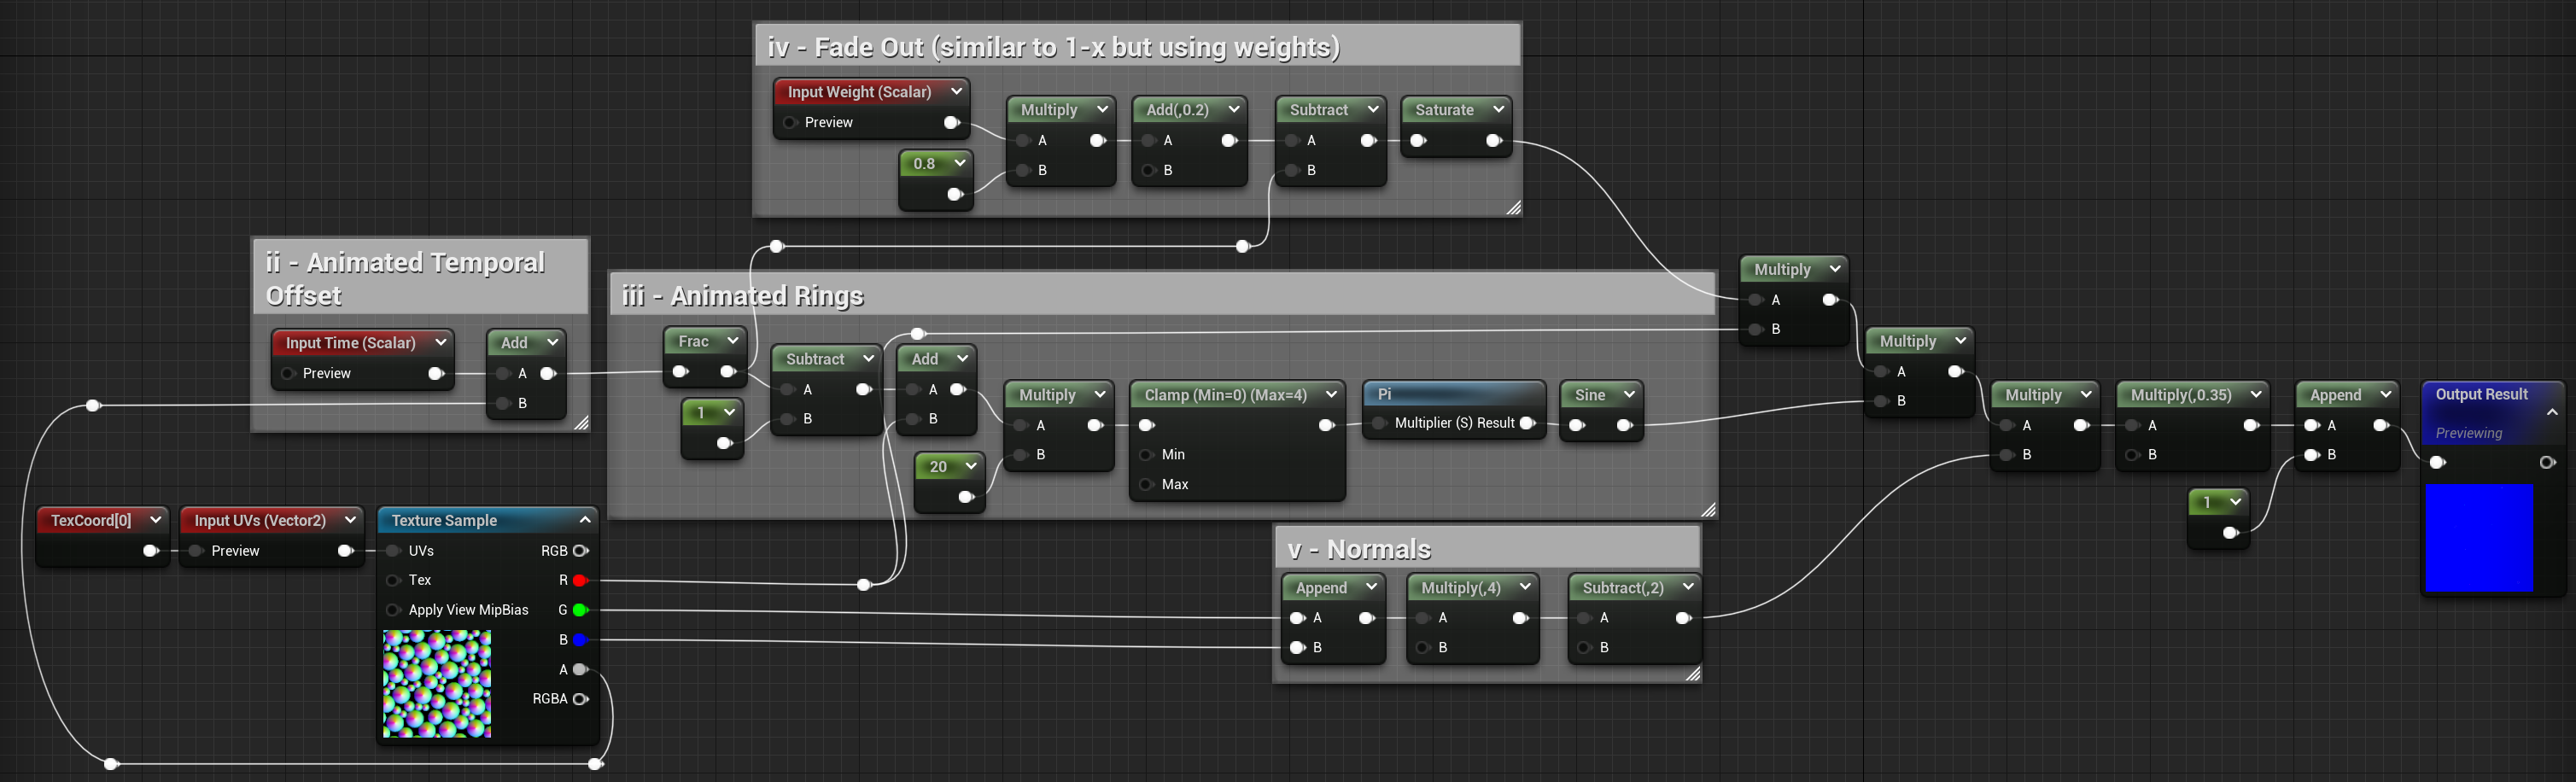 iv - Fade Out (similar to 1-x but using weights)
Input Weight (Scalar)
Preview
0.8
Multiply
A
B
Add(,0.2)
A
B
Subtract
A
B
Saturate
ii - Animated Temporal
Offset
Input Time (Scalar)
Preview
Add
A
B
iii - Animated Rings
Frac
1
Subtract
A
B
Add
A
B
20
Multiply
A
B
Clamp (Min=0) (Max=4)
Min
Max
Pi
Multiplier (S) Result
Sine
TexCoord[0]
Input UVs (Vector2)
Preview
Texture Sample
UVs
RGB
Tex
R
Apply View MipBias
G
B
A
RGBA
v - Normals
Append
A
B
Multiply(,4)
A
B
Subtract(,2)
A
B
Multiply
A
B
Multiply
A
B
Multiply
A
B
Multiply(,0.35)
A
B
1
Append
A
B
Output Result
Previewing